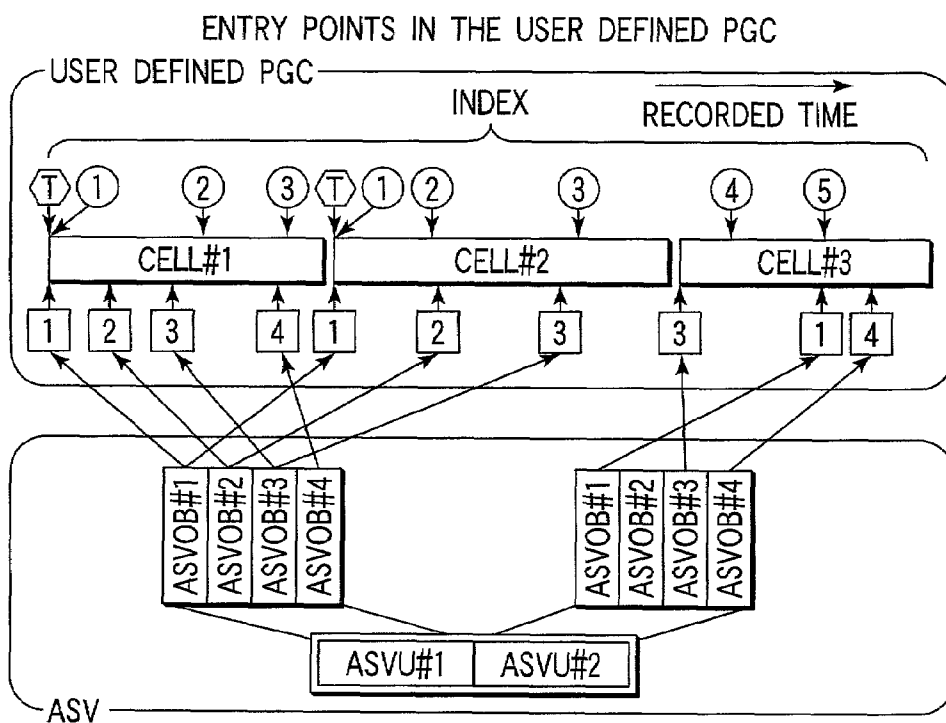 ENTRY POINTS IN THE USER DEFINED PGC
USER DEFINED PGC
INDEX
RECORDED TIME
T 1 2 3 T 1 2 3 4 5
CELL#1 CELL#2 CELL#3
1 2 3 4 1 2 3 3 1 4
ASVOB#1
ASVOB#2
ASVOB#3
ASVOB#4
ASVOB#1
ASVOB#2
ASVOB#3
ASVOB#4
ASVU#1 ASVU#2
ASV